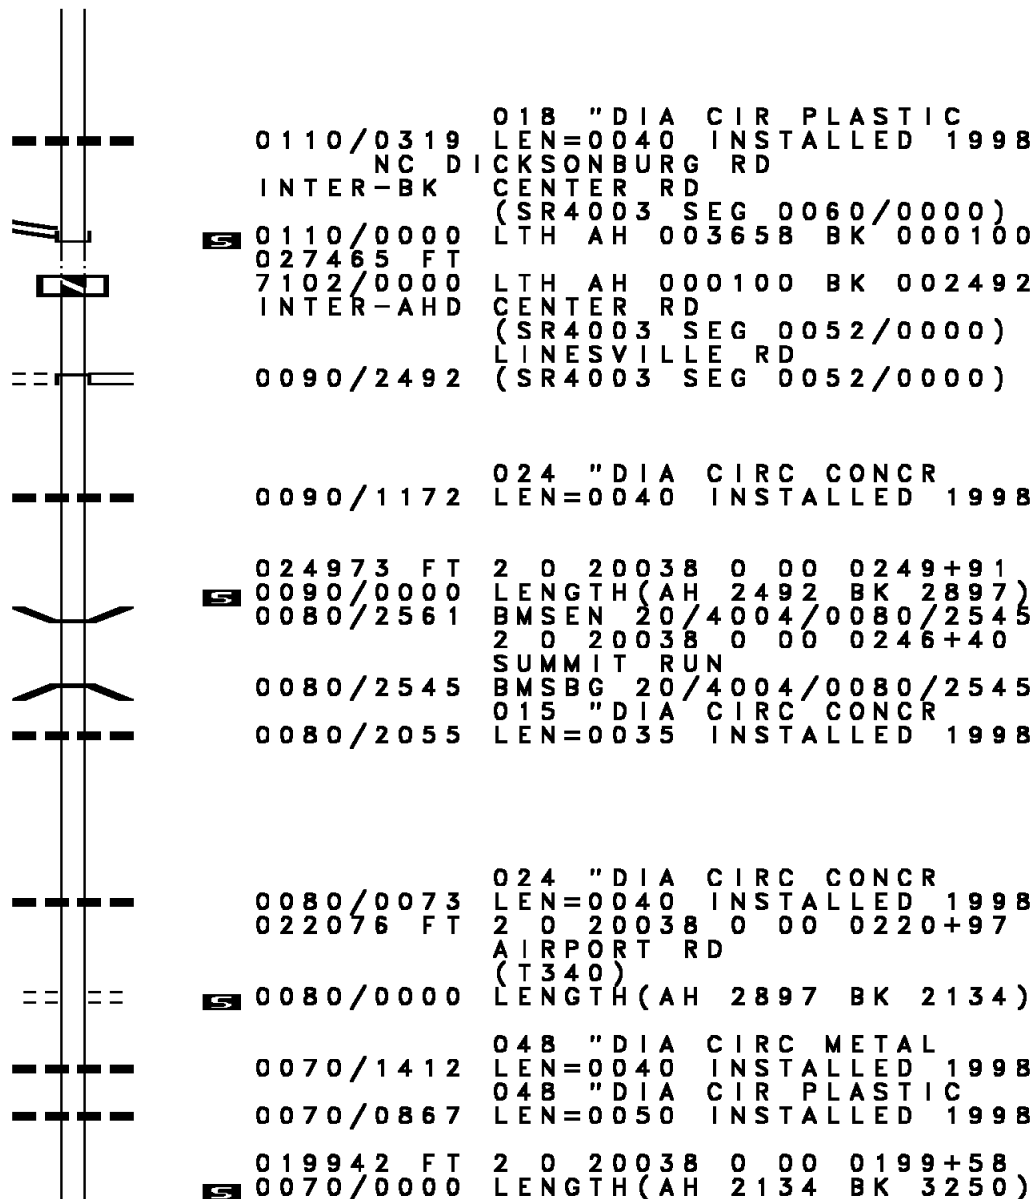 018 "DIA CIR PLASTIC
0110/0319 LEN=0040 INSTALLED 1998
NC DICKSONBURG RD
INTER-BK CENTER RD
(SR4003 SEG 0060/0000)
S 0110/0000 LTH AH 003658 BK 000100
027465 FT
7102/0000 LTH AH 000100 BK 002492
INTER-AHD CENTER RD
(SR4003 SEG 0052/0000)
LINESVILLE RD
0090/2492 (SR4003 SEG 0052/0000)
024 "DIA CIRC CONCR
0090/1172 LEN=0040 INSTALLED 1998
024973 FT 2 0 20038 0 00 0249+91
S 0090/0000 LENGTH(AH 2492 BK 2897)
0080/2561 BMSEN 20/4004/0080/2545
2 0 20038 0 00 0246+40
SUMMIT RUN
0080/2545 BMSBG 20/4004/0080/2545
015 "DIA CIRC CONCR
0080/2055 LEN=0035 INSTALLED 1998
024 "DIA CIRC CONCR
0080/0073 LEN=0040 INSTALLED 1998
022076 FT 2 0 20038 0 00 0220+97
AIRPORT RD
(T340)
S 0080/0000 LENGTH(AH 2897 BK 2134)
048 "DIA CIRC METAL
0070/1412 LEN=0040 INSTALLED 1998
048 "DIA CIR PLASTIC
0070/0867 LEN=0050 INSTALLED 1998
019942 FT 2 0 20038 0 00 0199+58
S 0070/0000 LENGTH(AH 2134 BK 3250)